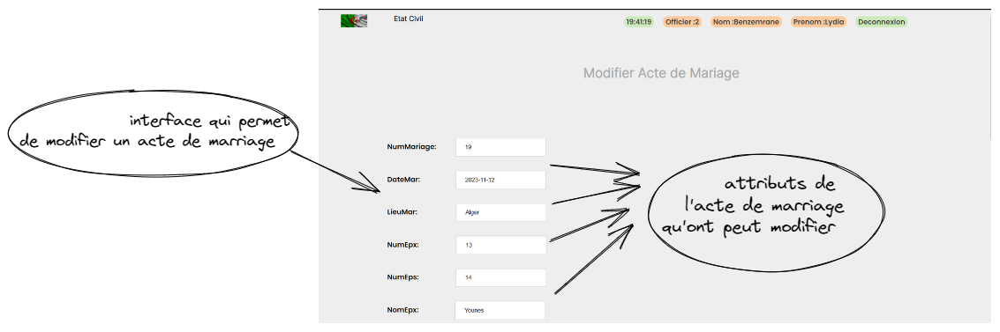 Etat Civil
19:41:19
Officier :2
Nom :Benzemrane
Prenom :Lydia
Deconnexion
Modifier Acte de Mariage
interface qui permet
de modifier un acte de marriage
NumMariage: 19
DateMar: 2023-11-12
LieuMar: Alger
NumEpx: 13
NumEps: 14
NomEpx: Younes
attributs de
l'acte de marriage
qu'ont peut modifier